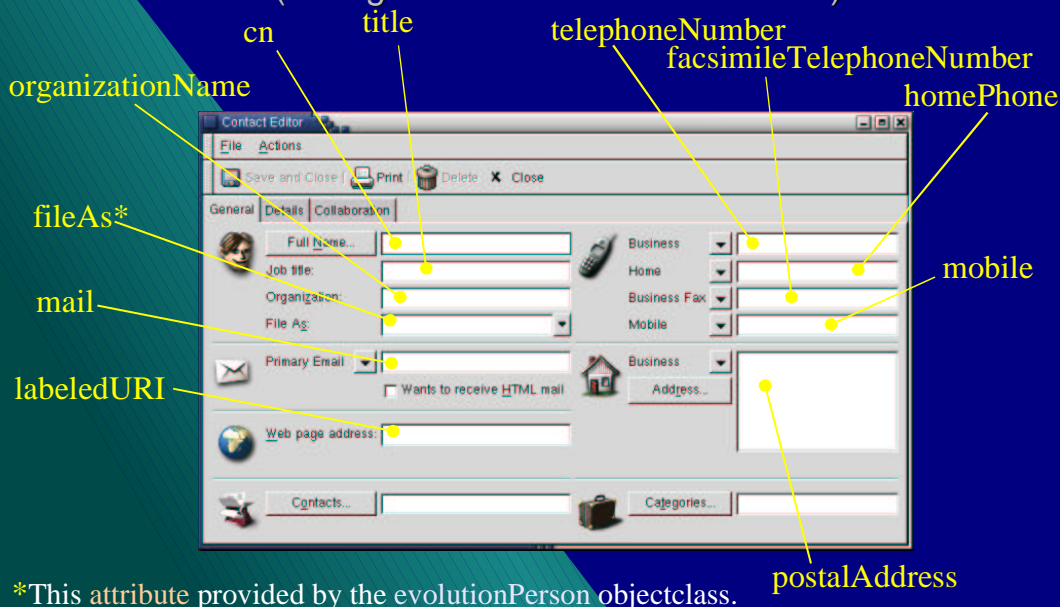 cn
title
telephoneNumber
facsimileTelephoneNumber
organizationName
homePhone
Contact Editor
File Actions
Save and Close Print Delete Close
General Details Collaboration
fileAs*
Full Name... Business
Job title: Home
mobile
Organization: Business Fax
mail
File As: Mobile
Primary Email Business
labeledURI
Wants to receive HTML mail Address...
Web page address:
Contacts... Categories...
postalAddress
*This attribute provided by the evolutionPerson objectclass.